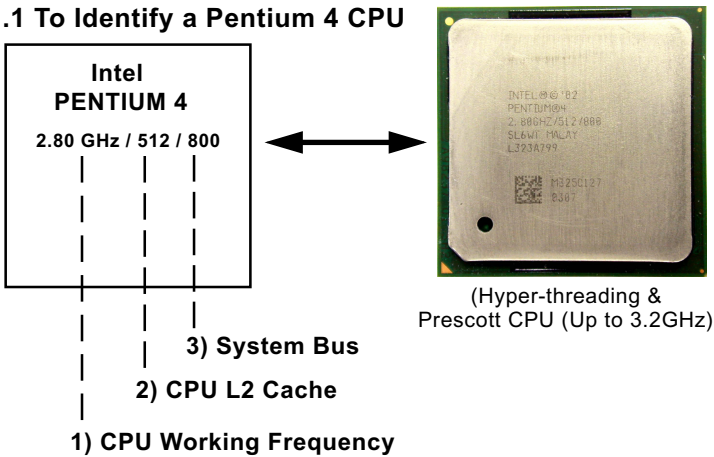 .1 To Identify a Pentium 4 CPU
Intel
PENTIUM 4
2.80 GHz / 512 / 800
3) System Bus
2) CPU L2 Cache
1) CPU Working Frequency
INTEL®©'02
PENTIUM®4
2.80GHZ/512/800
SL6WT MALAY
L323A799
(Hyper-threading &
Prescott CPU (Up to 3.2GHz)